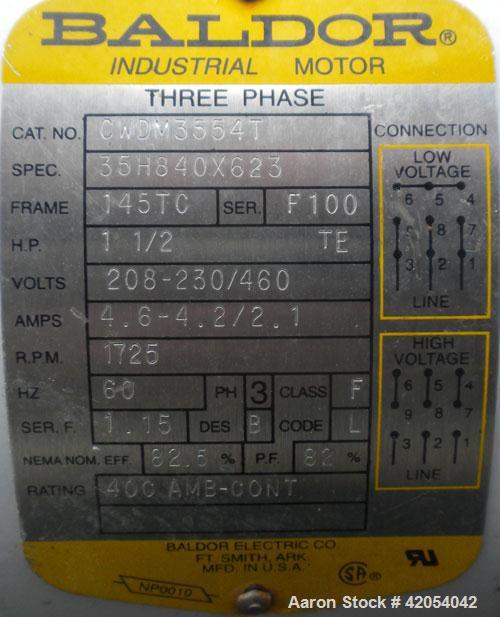 BALDOR®
INDUSTRIAL MOTOR
THREE PHASE
CAT. NO. CWDM3554T
SPEC. 35H840X623
FRAME 145TC SER. F100
H.P. 1 1/2 TE
VOLTS 208-230/460
AMPS 4.6-4.2/2.1
R.P.M. 1725
HZ 60 PH 3 CLASS F
SER. F. 1.15 DES B CODE L
NEMA NOM. EFF. 82.5 % P.F. 82 %
RATING 40C AMB-CONT
CONNECTION
LOW
VOLTAGE
6 5 4
9 8 7
3 2 1
LINE
HIGH
VOLTAGE
6 5 4
9 8 7
3 2 1
LINE
BALDOR ELECTRIC CO
FT. SMITH, ARK.
MFD. IN U.S.A.
NP0010
SA®
RU
Aaron Stock # 42054042